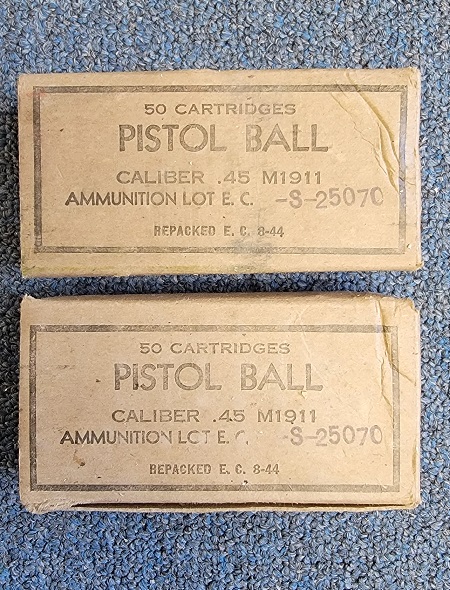 50 CARTRIDGES
PISTOL BALL
CALIBER .45 M1911
AMMUNITION LOT E. C. -S-25070
REPACKED E. C. 8-44
50 CARTRIDGES
PISTOL BALL
CALIBER .45 M1911
AMMUNITION LOT E. C. -S-25070
REPACKED E. C. 8-44